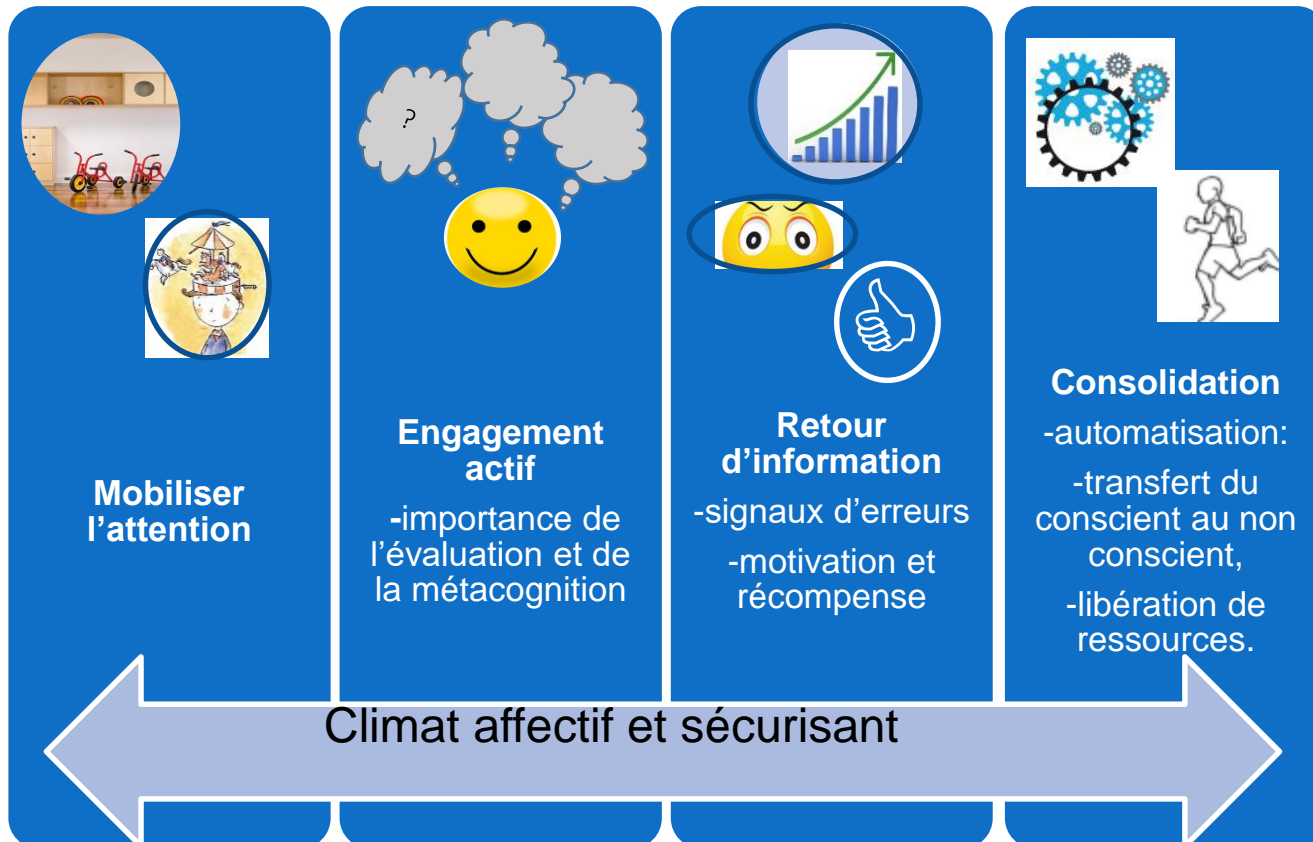 ?
Mobiliser
l’attention
Engagement
actif
-importance de
l’évaluation et de
la métacognition
Retour
d’information
-signaux d’erreurs
-motivation et
récompense
Consolidation
-automatisation:
-transfert du
conscient au non
conscient,
-libération de
ressources.
Climat affectif et sécurisant